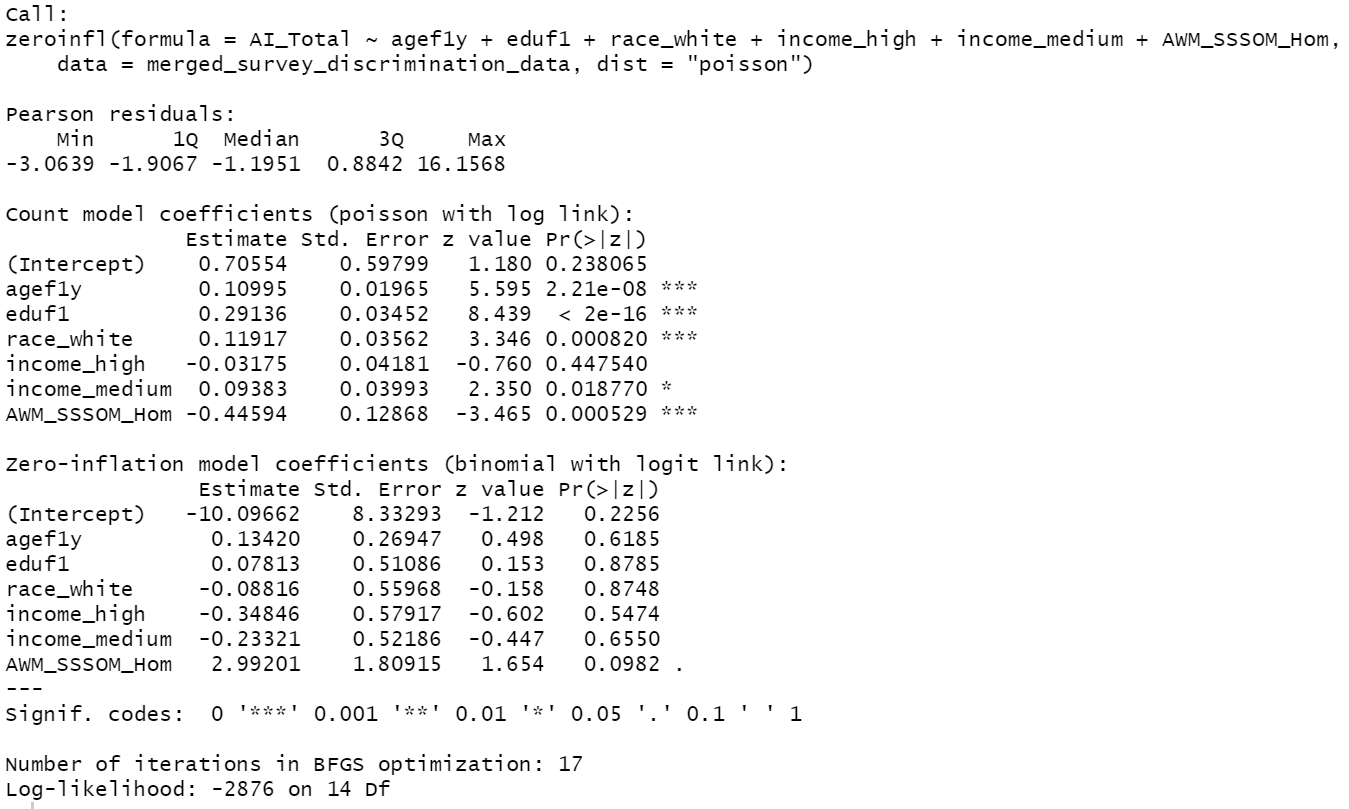 Call:
zeroinfl(formula = AI_Total ~ agef1y + eduf1 + race_white + income_high + income_medium + AWM_SSSOM_Hom,
    data = merged_survey_discrimination_data, dist = "poisson")

Pearson residuals:
    Min      1Q  Median      3Q     Max
-3.0639 -1.9067 -1.1951  0.8842 16.1568

Count model coefficients (poisson with log link):
              Estimate Std. Error z value Pr(>|z|)
(Intercept)    0.70554    0.59799   1.180 0.238065
agef1y         0.10995    0.01965   5.595 2.21e-08 ***
eduf1          0.29136    0.03452   8.439  < 2e-16 ***
race_white     0.11917    0.03562   3.346 0.000820 ***
income_high   -0.03175    0.04181  -0.760 0.447540
income_medium  0.09383    0.03993   2.350 0.018770 *
AWM_SSSOM_Hom -0.44594    0.12868  -3.465 0.000529 ***

Zero-inflation model coefficients (binomial with logit link):
               Estimate Std. Error z value Pr(>|z|)
(Intercept)   -10.09662    8.33293  -1.212   0.2256
agef1y          0.13420    0.26947   0.498   0.6185
eduf1           0.07813    0.51086   0.153   0.8785
race_white     -0.08816    0.55968  -0.158   0.8748
income_high    -0.34846    0.57917  -0.602   0.5474
income_medium  -0.23321    0.52186  -0.447   0.6550
AWM_SSSOM_Hom   2.99201    1.80915   1.654   0.0982 .
---
Signif. codes:  0 '***' 0.001 '**' 0.01 '*' 0.05 '.' 0.1 ' ' 1

Number of iterations in BFGS optimization: 17
Log-likelihood: -2876 on 14 Df